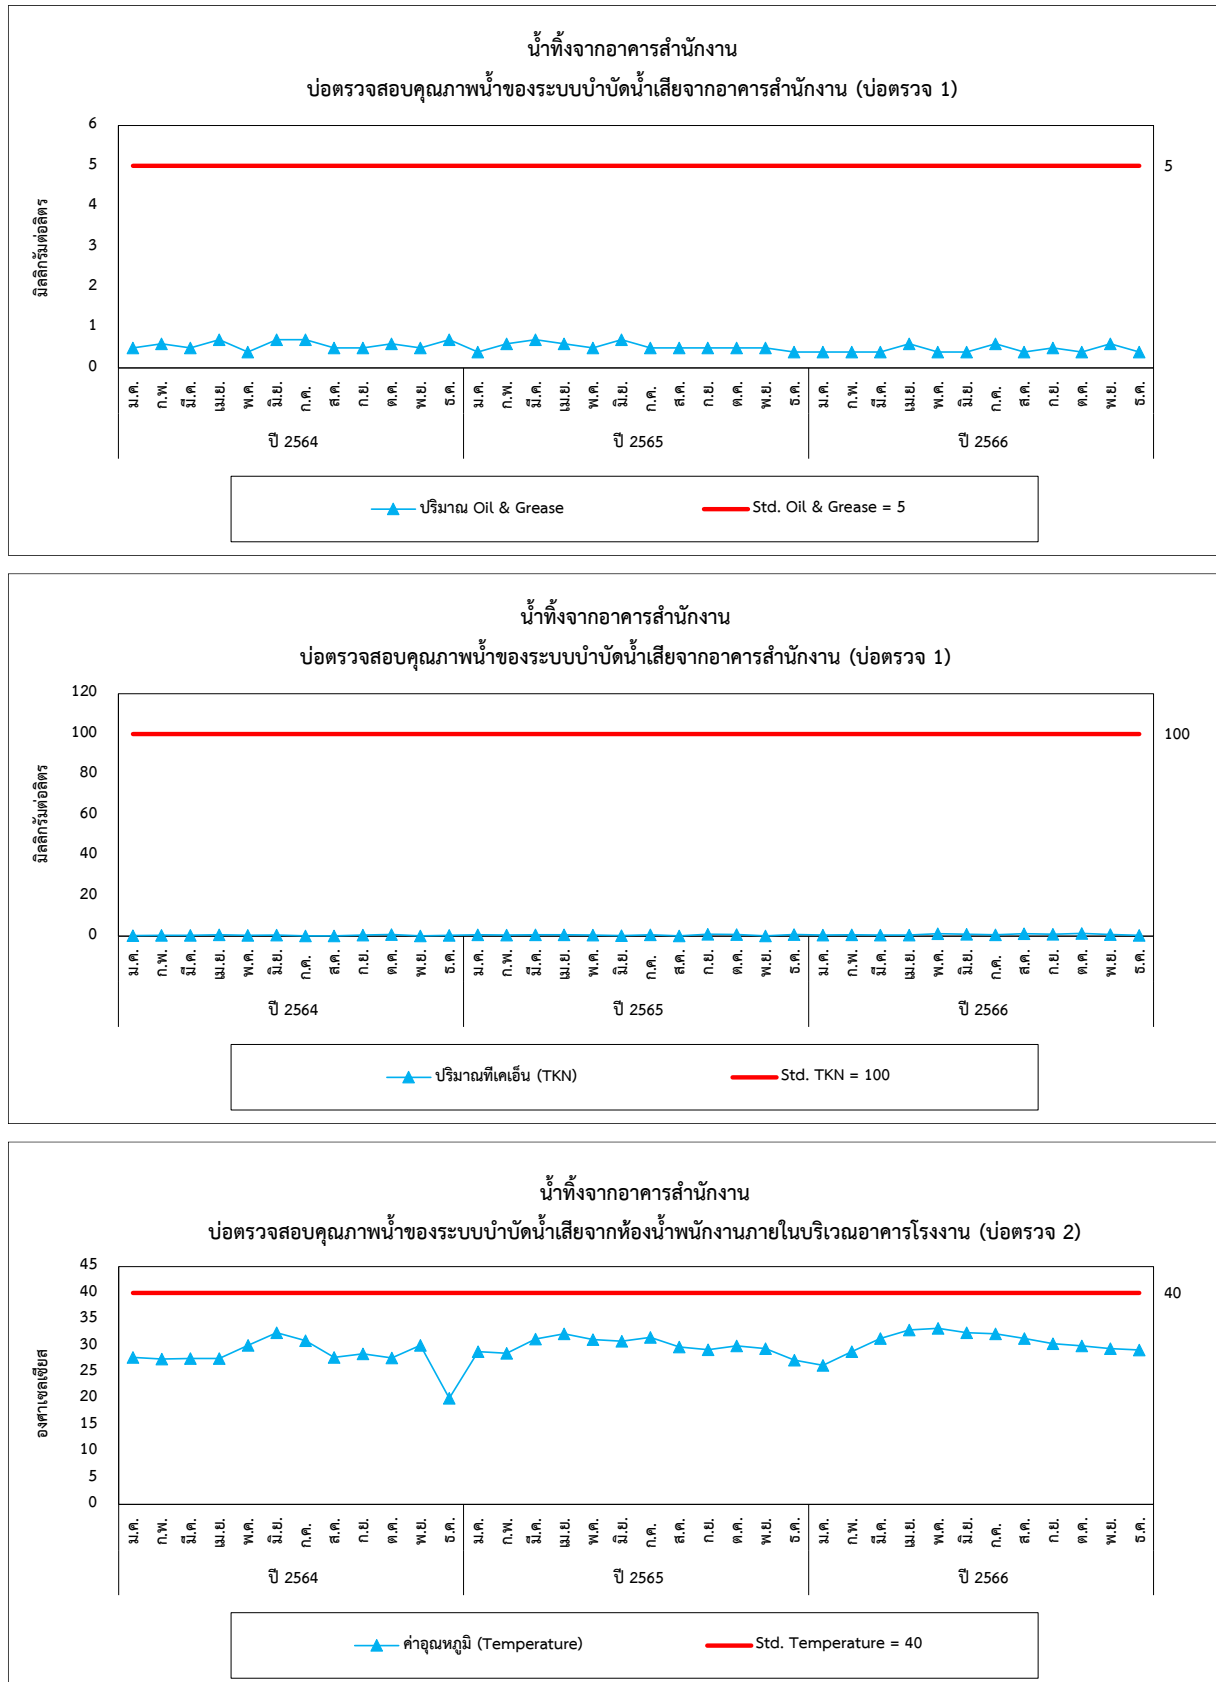 น้ำทิ้งจากอาคารสำนักงาน
บ่อตรวจสอบคุณภาพน้ำของระบบบำบัดน้ำเสียจากอาคารสำนักงาน (บ่อตรวจ 1)
มิลลิกรัมต่อลิตร
6
5
4
3
2
1
0
5
ม.ค. ก.พ. มี.ค. เม.ย. พ.ค. มิ.ย. ก.ค. ส.ค. ก.ย. ต.ค. พ.ย. ธ.ค. ม.ค. ก.พ. มี.ค. เม.ย. พ.ค. มิ.ย. ก.ค. ส.ค. ก.ย. ต.ค. พ.ย. ธ.ค. ม.ค. ก.พ. มี.ค. เม.ย. พ.ค. มิ.ย. ก.ค. ส.ค. ก.ย. ต.ค. พ.ย. ธ.ค.
ปี 2564 ปี 2565 ปี 2566
ปริมาณ Oil & Grease Std. Oil & Grease = 5
น้ำทิ้งจากอาคารสำนักงาน
บ่อตรวจสอบคุณภาพน้ำของระบบบำบัดน้ำเสียจากอาคารสำนักงาน (บ่อตรวจ 1)
มิลลิกรัมต่อลิตร
120
100
80
60
40
20
0
100
ม.ค. ก.พ. มี.ค. เม.ย. พ.ค. มิ.ย. ก.ค. ส.ค. ก.ย. ต.ค. พ.ย. ธ.ค. ม.ค. ก.พ. มี.ค. เม.ย. พ.ค. มิ.ย. ก.ค. ส.ค. ก.ย. ต.ค. พ.ย. ธ.ค. ม.ค. ก.พ. มี.ค. เม.ย. พ.ค. มิ.ย. ก.ค. ส.ค. ก.ย. ต.ค. พ.ย. ธ.ค.
ปี 2564 ปี 2565 ปี 2566
ปริมาณทีเคเอ็น (TKN) Std. TKN = 100
น้ำทิ้งจากอาคารสำนักงาน
บ่อตรวจสอบคุณภาพน้ำของระบบบำบัดน้ำเสียจากห้องน้ำพนักงานภายในบริเวณอาคารโรงงาน (บ่อตรวจ 2)
องศาเซลเซียส
45
40
35
30
25
20
15
10
5
0
40
ม.ค. ก.พ. มี.ค. เม.ย. พ.ค. มิ.ย. ก.ค. ส.ค. ก.ย. ต.ค. พ.ย. ธ.ค. ม.ค. ก.พ. มี.ค. เม.ย. พ.ค. มิ.ย. ก.ค. ส.ค. ก.ย. ต.ค. พ.ย. ธ.ค. ม.ค. ก.พ. มี.ค. เม.ย. พ.ค. มิ.ย. ก.ค. ส.ค. ก.ย. ต.ค. พ.ย. ธ.ค.
ปี 2564 ปี 2565 ปี 2566
ค่าอุณหภูมิ (Temperature) Std. Temperature = 40